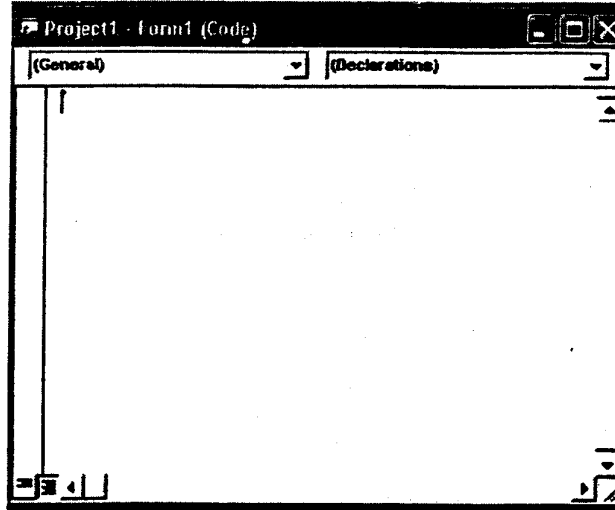 Project1 - Form1 (Code)
(General) (Declarations)